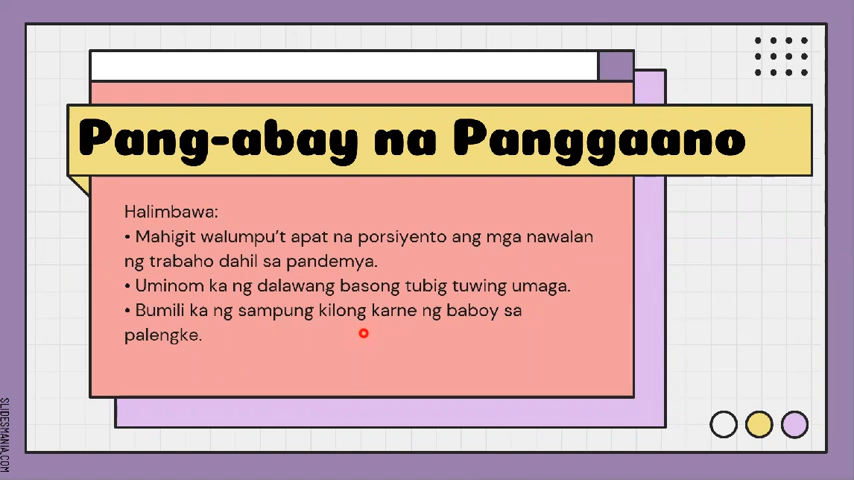 Pang-abay na Panggaano
Halimbawa:
• Mahigit walumpu't apat na porsiyento ang mga nawalan
ng trabaho dahil sa pandemya.
• Uminom ka ng dalawang basong tubig tuwing umaga.
• Bumili ka ng sampung kilong karne ng baboy sa
palengke.
SLIDESMANIA.COM